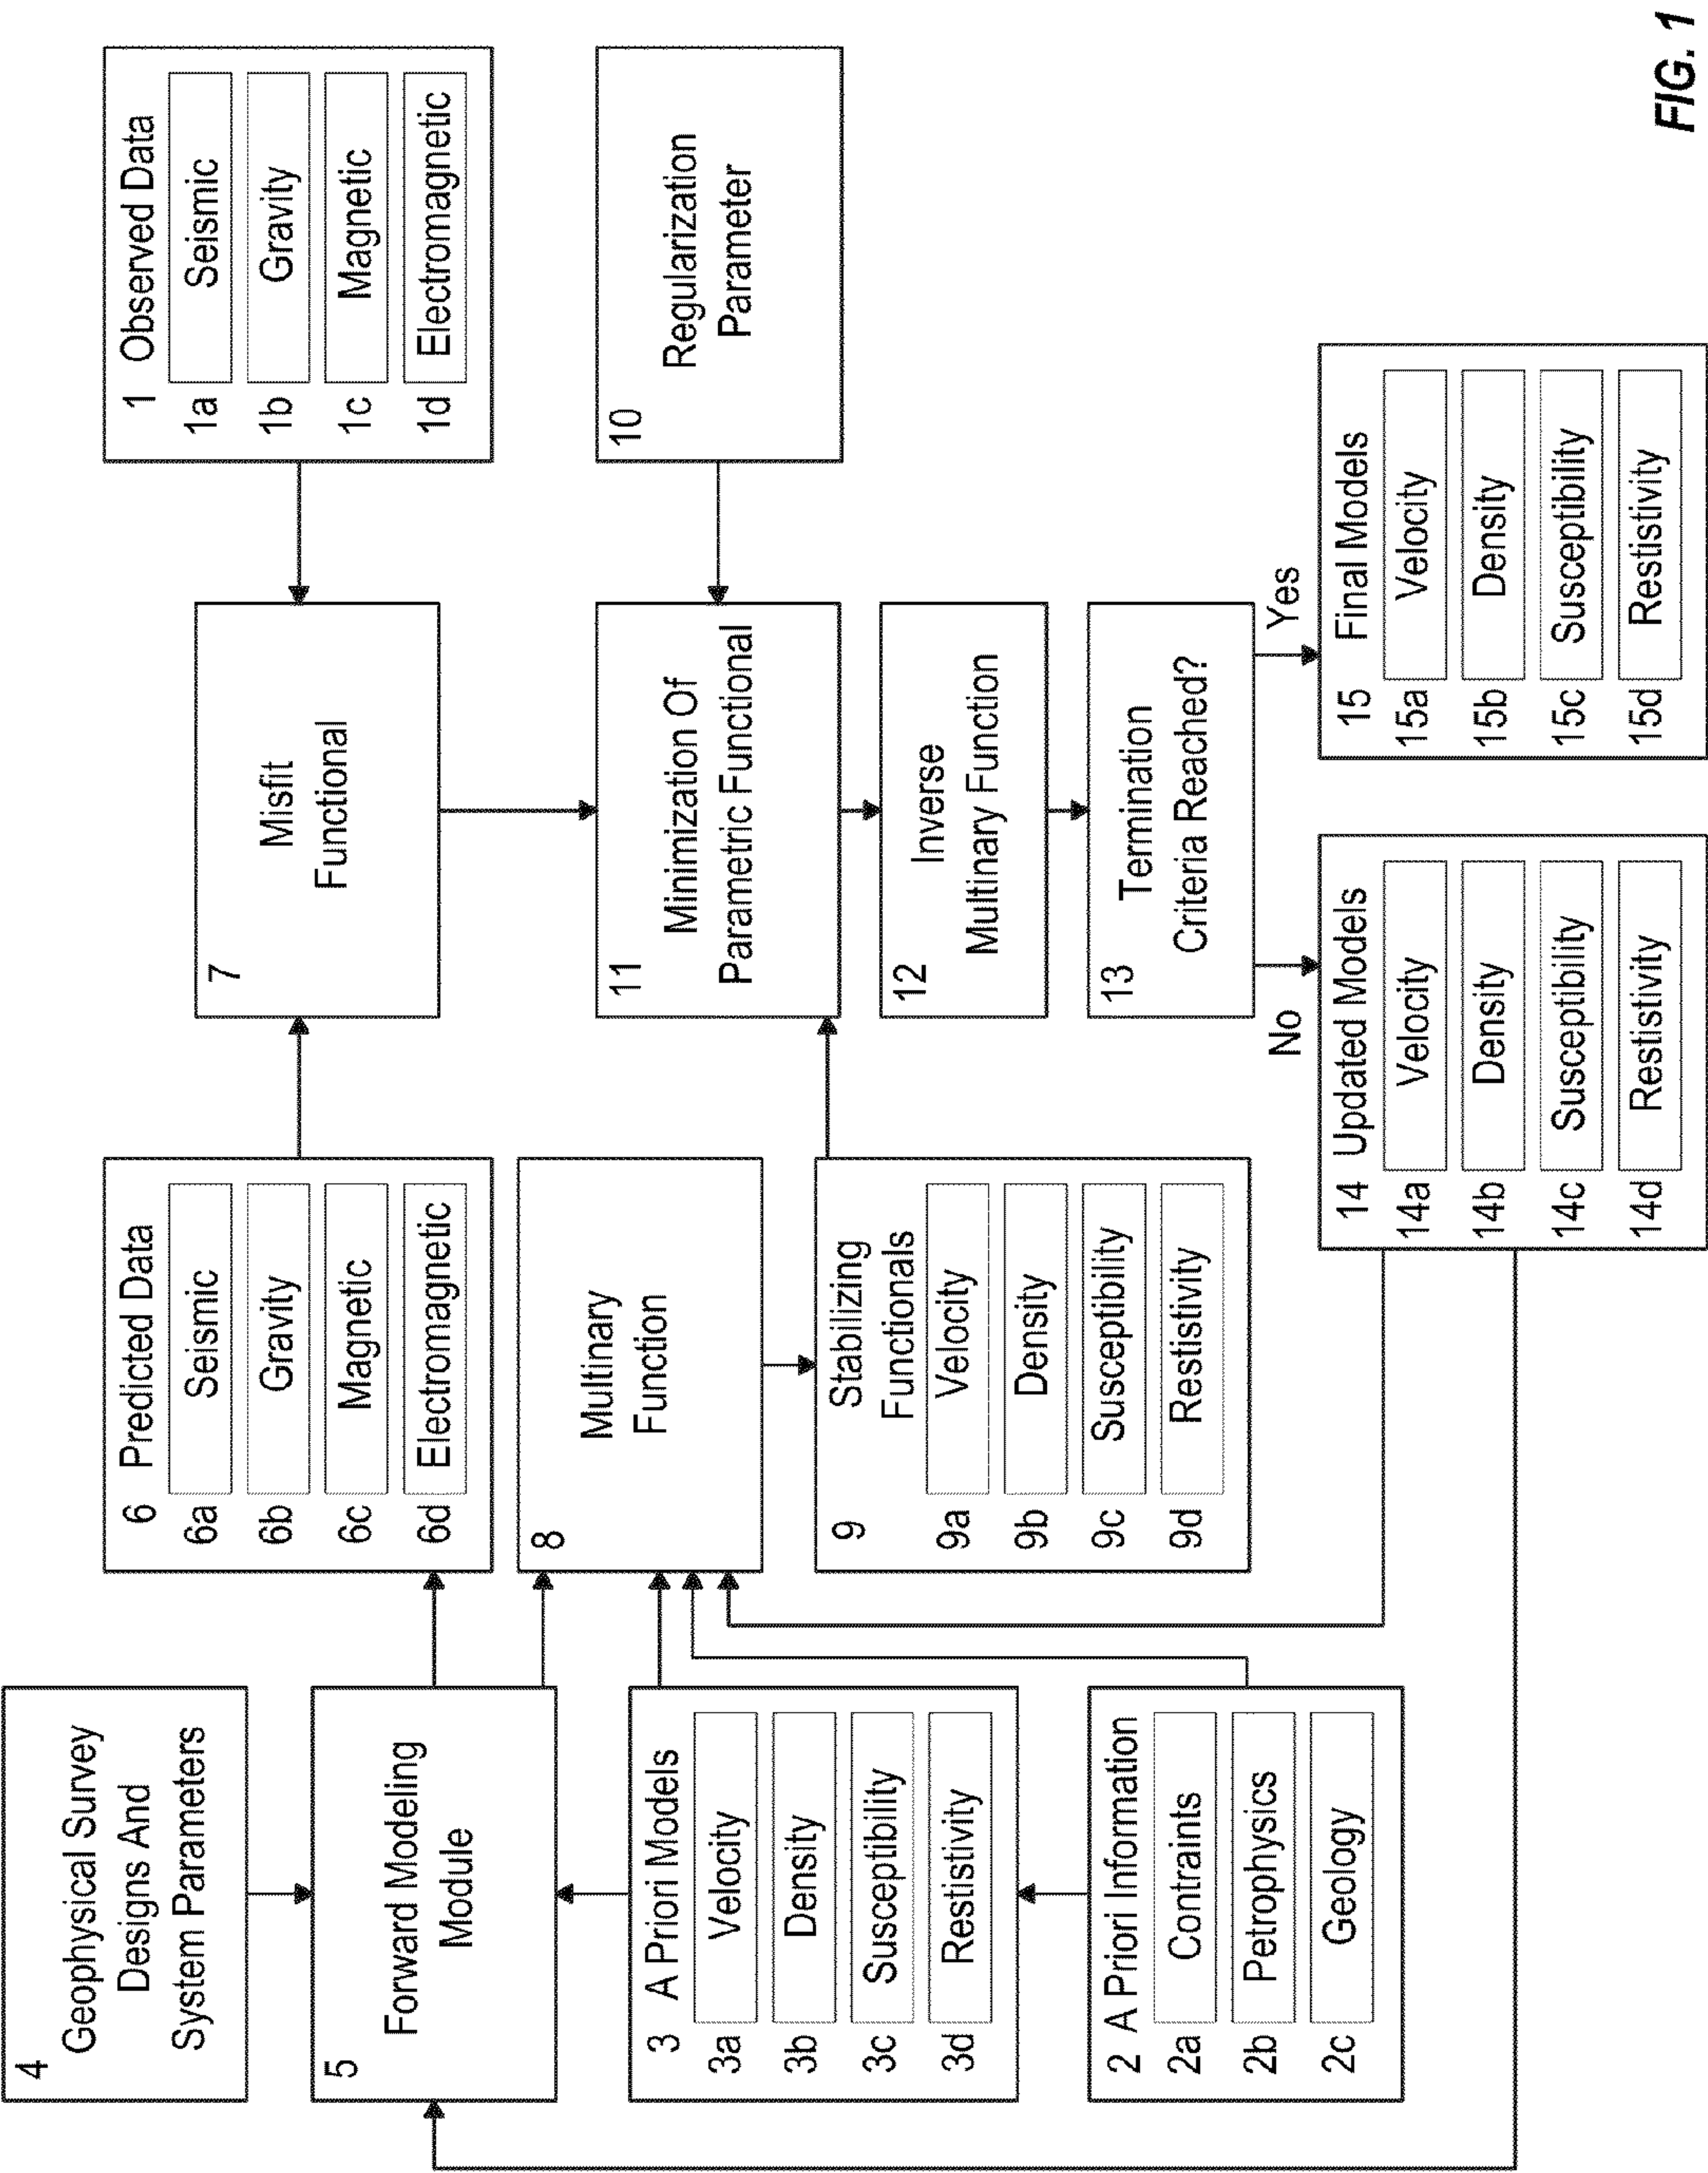 4
Geophysical Survey
Designs And
System Parameters
5
Forward Modeling
Module
3 A Priori Models
3a Velocity
3b Density
3c Susceptibility
3d Restistivity
2 A Priori Information
2a Contraints
2b Petrophysics
2c Geology
6 Predicted Data
6a Seismic
6b Gravity
6c Magnetic
6d Electromagnetic
8
Multinary
Function
9 Stabilizing
Functionals
9a Velocity
9b Density
9c Susceptibility
9d Restistivity
7
Misfit
Functional
11
Minimization Of
Parametric Functional
12
Inverse
Multinary Function
13
Termination
Criteria Reached?
No
Yes
14 Updated Models
14a Velocity
14b Density
14c Susceptibility
14d Restistivity
1 Observed Data
1a Seismic
1b Gravity
1c Magnetic
1d Electromagnetic
10
Regularization
Parameter
15 Final Models
15a Velocity
15b Density
15c Susceptibility
15d Restistivity
FIG. 1